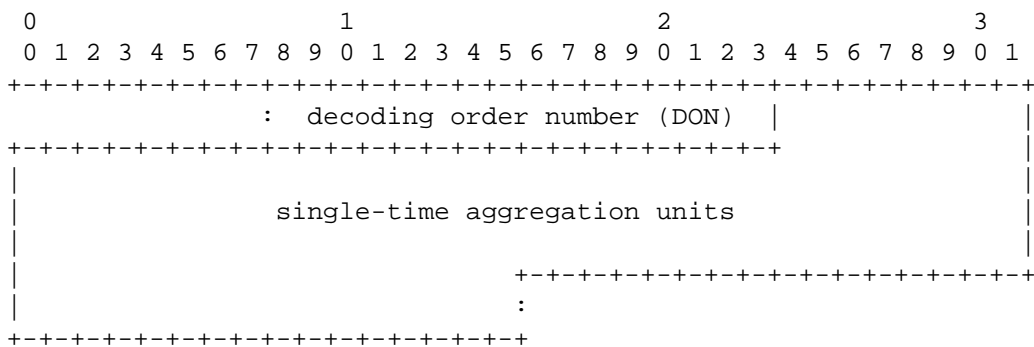 0                   1                   2                   3
 0 1 2 3 4 5 6 7 8 9 0 1 2 3 4 5 6 7 8 9 0 1 2 3 4 5 6 7 8 9 0 1
+-+-+-+-+-+-+-+-+-+-+-+-+-+-+-+-+-+-+-+-+-+-+-+-+-+-+-+-+-+-+-+-+
                :  decoding order number (DON)  |               |
+-+-+-+-+-+-+-+-+-+-+-+-+-+-+-+-+-+-+-+-+-+-+-+-+               |
|                                                               |
|                single-time aggregation units                  |
|                                                               |
|                               +-+-+-+-+-+-+-+-+-+-+-+-+-+-+-+-+
|                               :
+-+-+-+-+-+-+-+-+-+-+-+-+-+-+-+-+